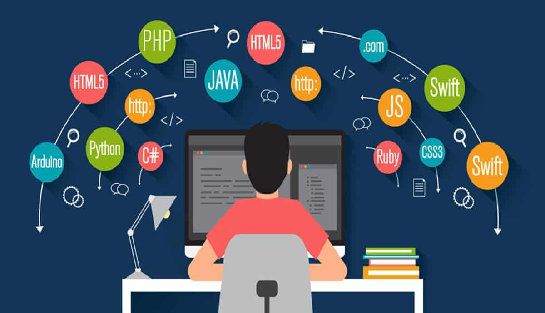 PHP
HTML5
.com
HTML5
JAVA
http:
Swift
http:
JS
Arduino
Python
C#
Ruby
CSS3
Swift